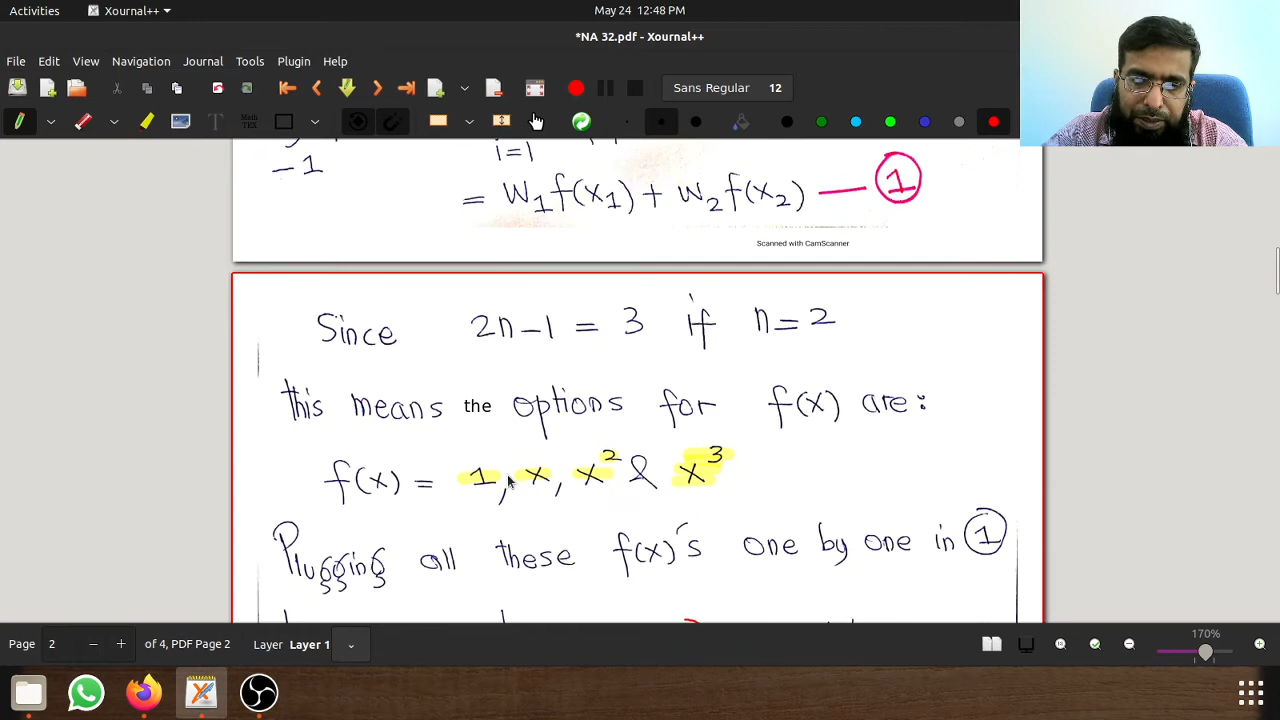 Activities Xournal++ May 24 12:48 PM
*NA 32.pdf - Xournal++
File Edit View Navigation Journal Tools Plugin Help
Sans Regular 12
Math TEX
-1 i=1
= W1f(x1) + W2f(x2) — 1
Scanned with CamScanner
Since 2n-1 = 3 if n=2
this means the options for f(x) are:
f(x) = 1, x, x² & x³
Plugging all these f(x)'s one by one in 1
Page 2 of 4, PDF Page 2 Layer Layer 1 170%